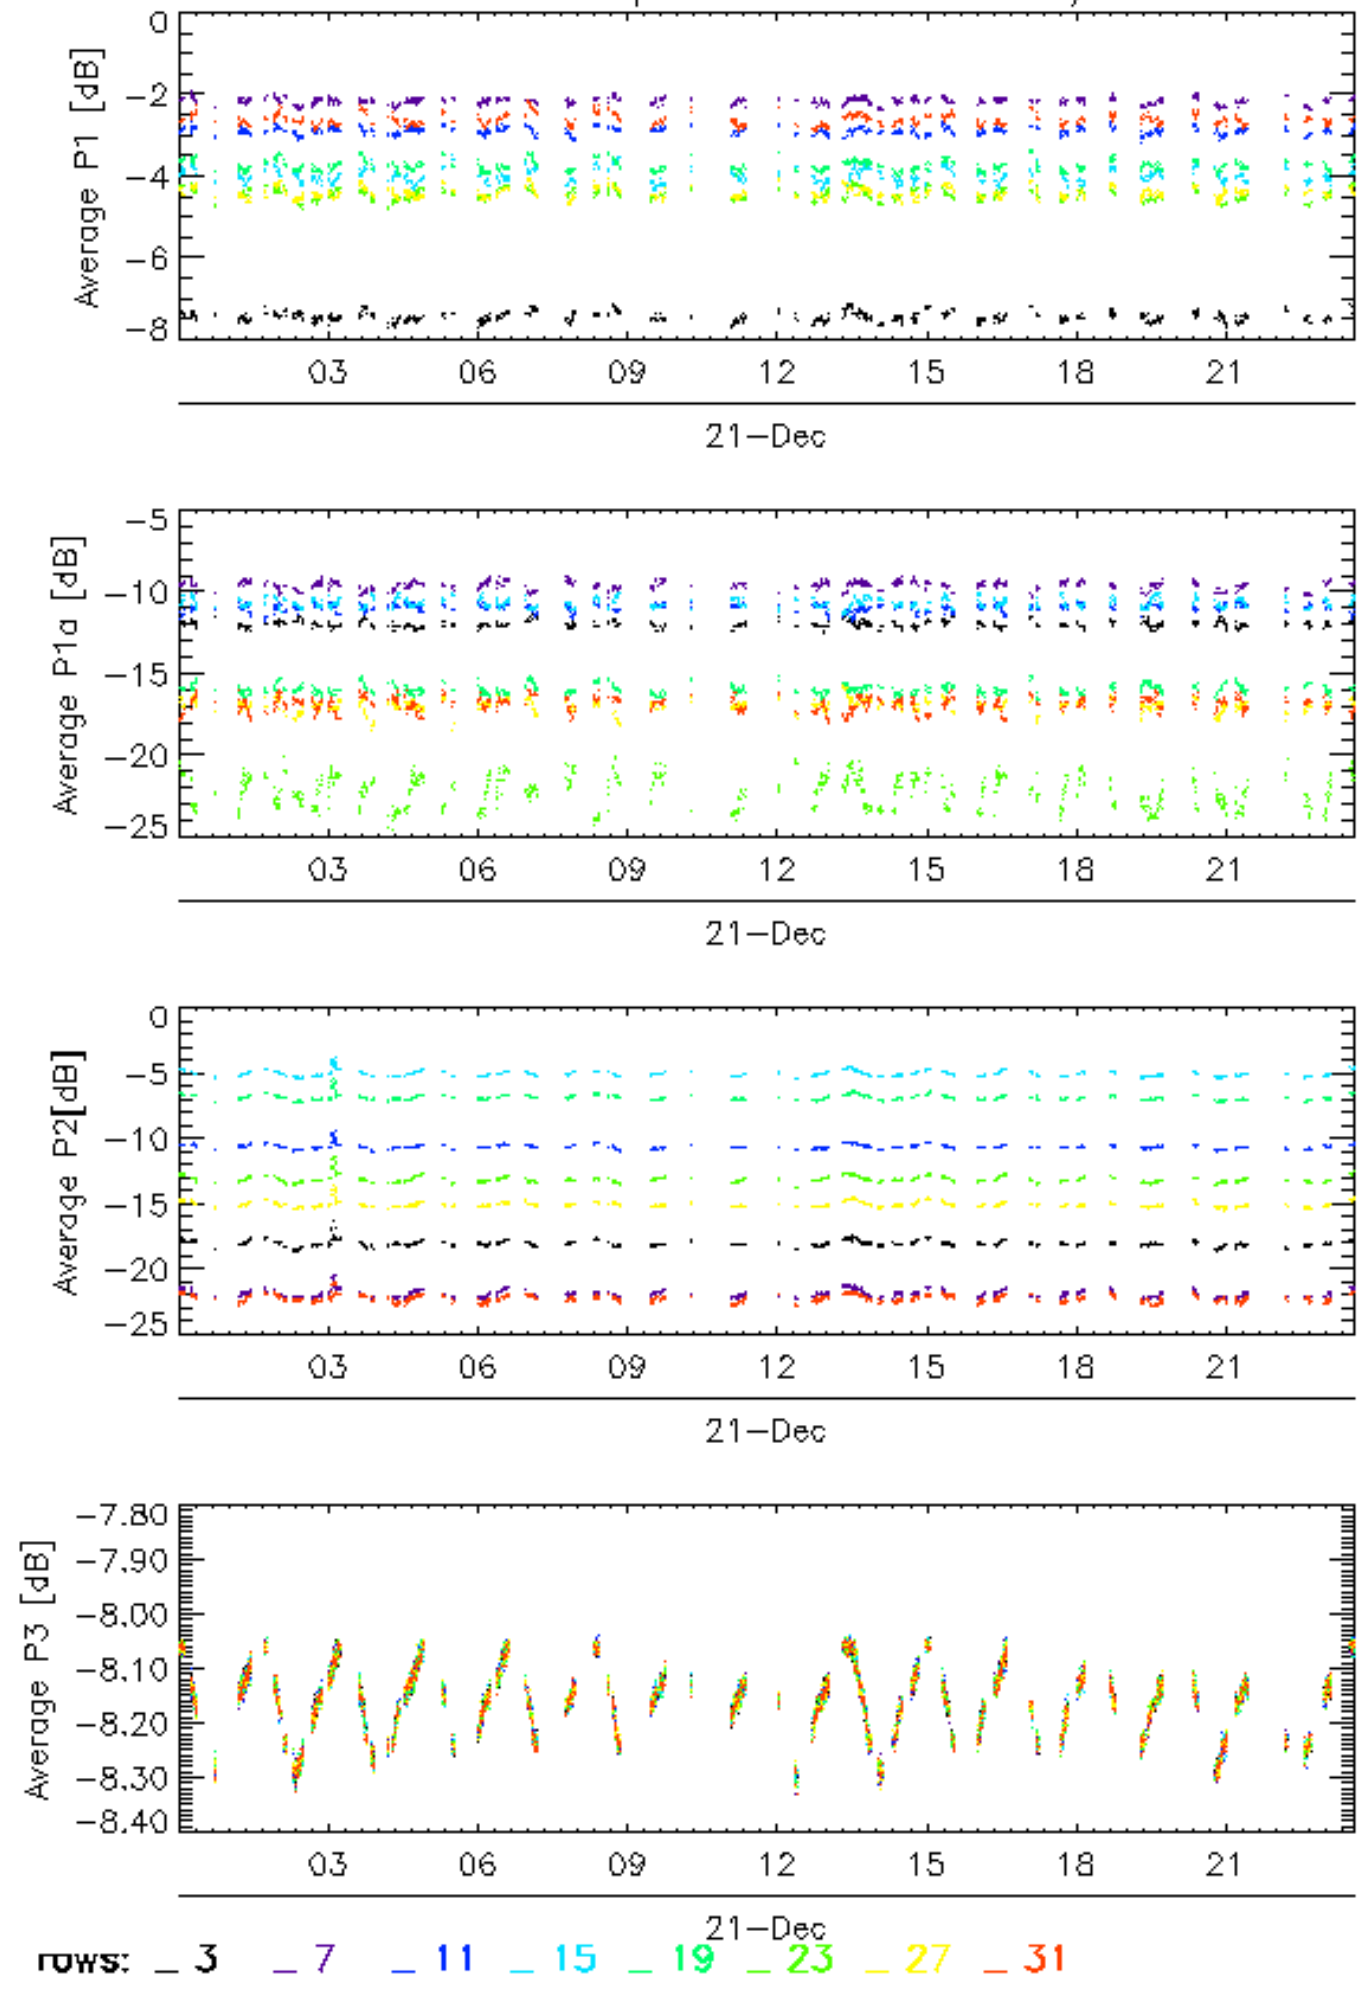 0
−2
−4
−6
−8
Average P1 [dB]
03 06 09 12 15 18 21
21−Dec
−5
−10
−15
−20
−25
Average P1a [dB]
03 06 09 12 15 18 21
21−Dec
0
−5
−10
−15
−20
−25
Average P2[dB]
03 06 09 12 15 18 21
21−Dec
−7.80
−7.90
−8.00
−8.10
−8.20
−8.30
−8.40
Average P3 [dB]
03 06 09 12 15 18 21
21−Dec
rows: _ 3 _ 7 _ 11 _ 15 _ 19 _ 23 _ 27 _ 31